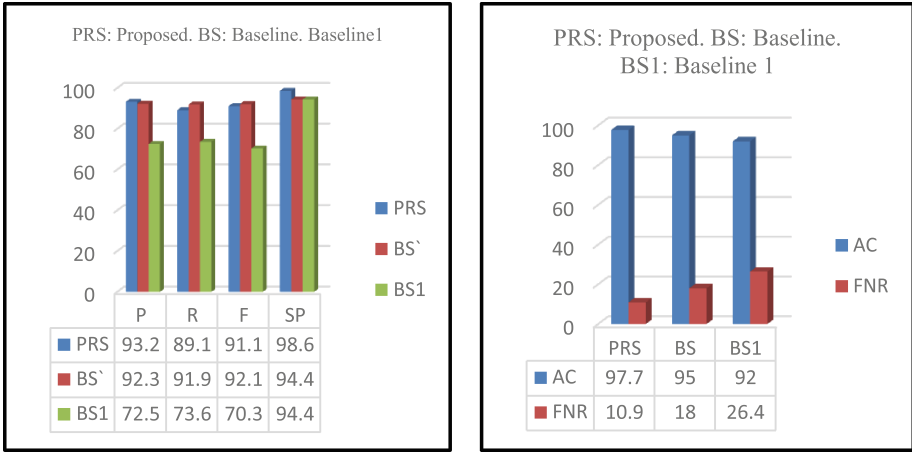 PRS: Proposed. BS: Baseline. Baseline1
100
80
60
40
20
0
PRS
BS`
BS1
P R F SP
PRS 93.2 89.1 91.1 98.6
BS` 92.3 91.9 92.1 94.4
BS1 72.5 73.6 70.3 94.4
PRS: Proposed. BS: Baseline.
BS1: Baseline 1
100
80
60
40
20
0
AC
FNR
PRS BS BS1
AC 97.7 95 92
FNR 10.9 18 26.4